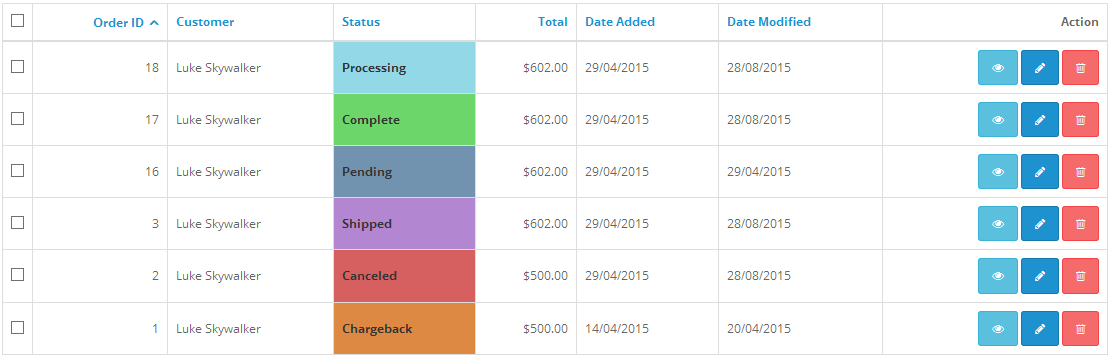 Order ID Customer Status Total Date Added Date Modified Action
18 Luke Skywalker Processing $602.00 29/04/2015 28/08/2015
17 Luke Skywalker Complete $602.00 29/04/2015 28/08/2015
16 Luke Skywalker Pending $602.00 29/04/2015 29/04/2015
3 Luke Skywalker Shipped $602.00 29/04/2015 28/08/2015
2 Luke Skywalker Canceled $500.00 29/04/2015 28/08/2015
1 Luke Skywalker Chargeback $500.00 14/04/2015 20/04/2015